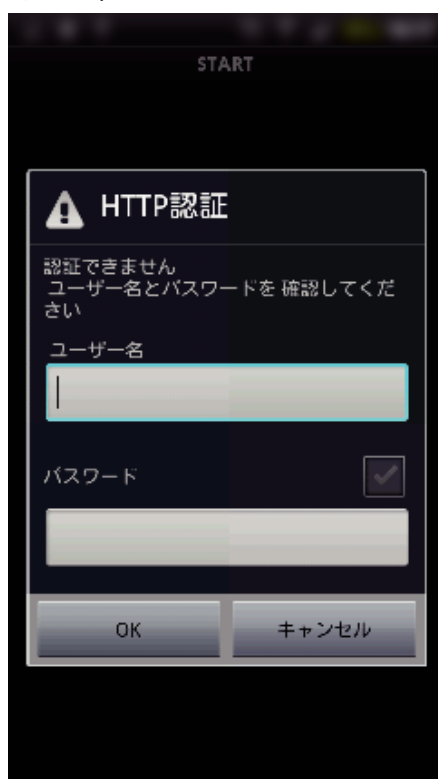 START
HTTP認証
認証できません
ユーザー名とパスワードを 確認してくだ
さい
ユーザー名
パスワード
OK
キャンセル